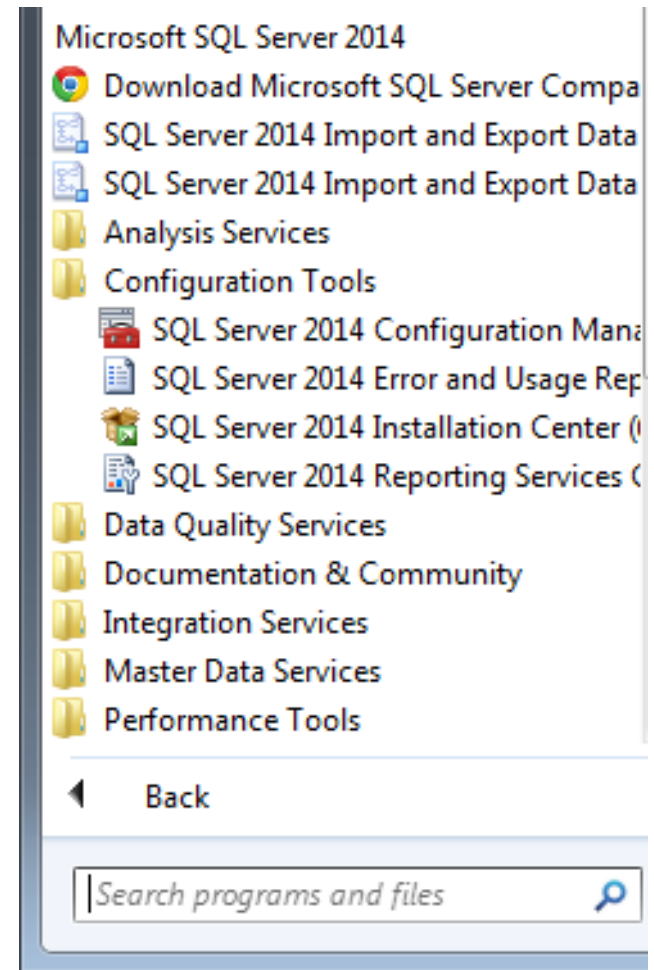 Microsoft SQL Server 2014
Download Microsoft SQL Server Compa
SQL Server 2014 Import and Export Data
SQL Server 2014 Import and Export Data
Analysis Services
Configuration Tools
SQL Server 2014 Configuration Mana
SQL Server 2014 Error and Usage Rep
SQL Server 2014 Installation Center (
SQL Server 2014 Reporting Services C
Data Quality Services
Documentation & Community
Integration Services
Master Data Services
Performance Tools
Back
Search programs and files